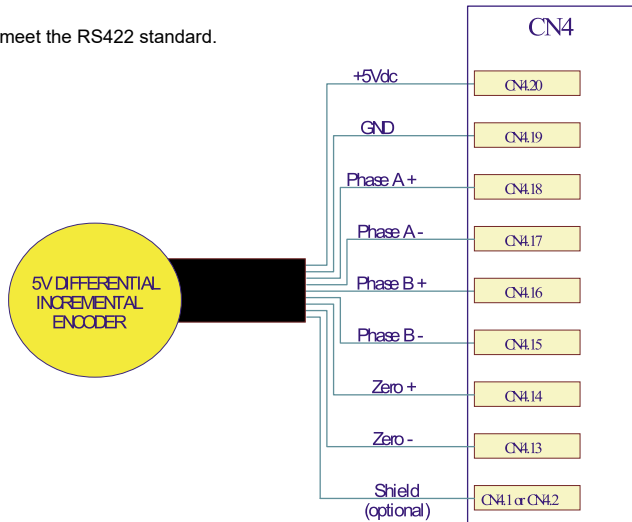 meet the RS422 standard.
CN4
+5Vdc
CN4.20
GND
CN4.19
Phase A +
CN4.18
Phase A -
CN4.17
5V DIFFERENTIAL
INCREMENTAL
ENCODER
Phase B +
CN4.16
Phase B -
CN4.15
Zero +
CN4.14
Zero -
CN4.13
Shield
(optional)
CN4.1 or CN4.2